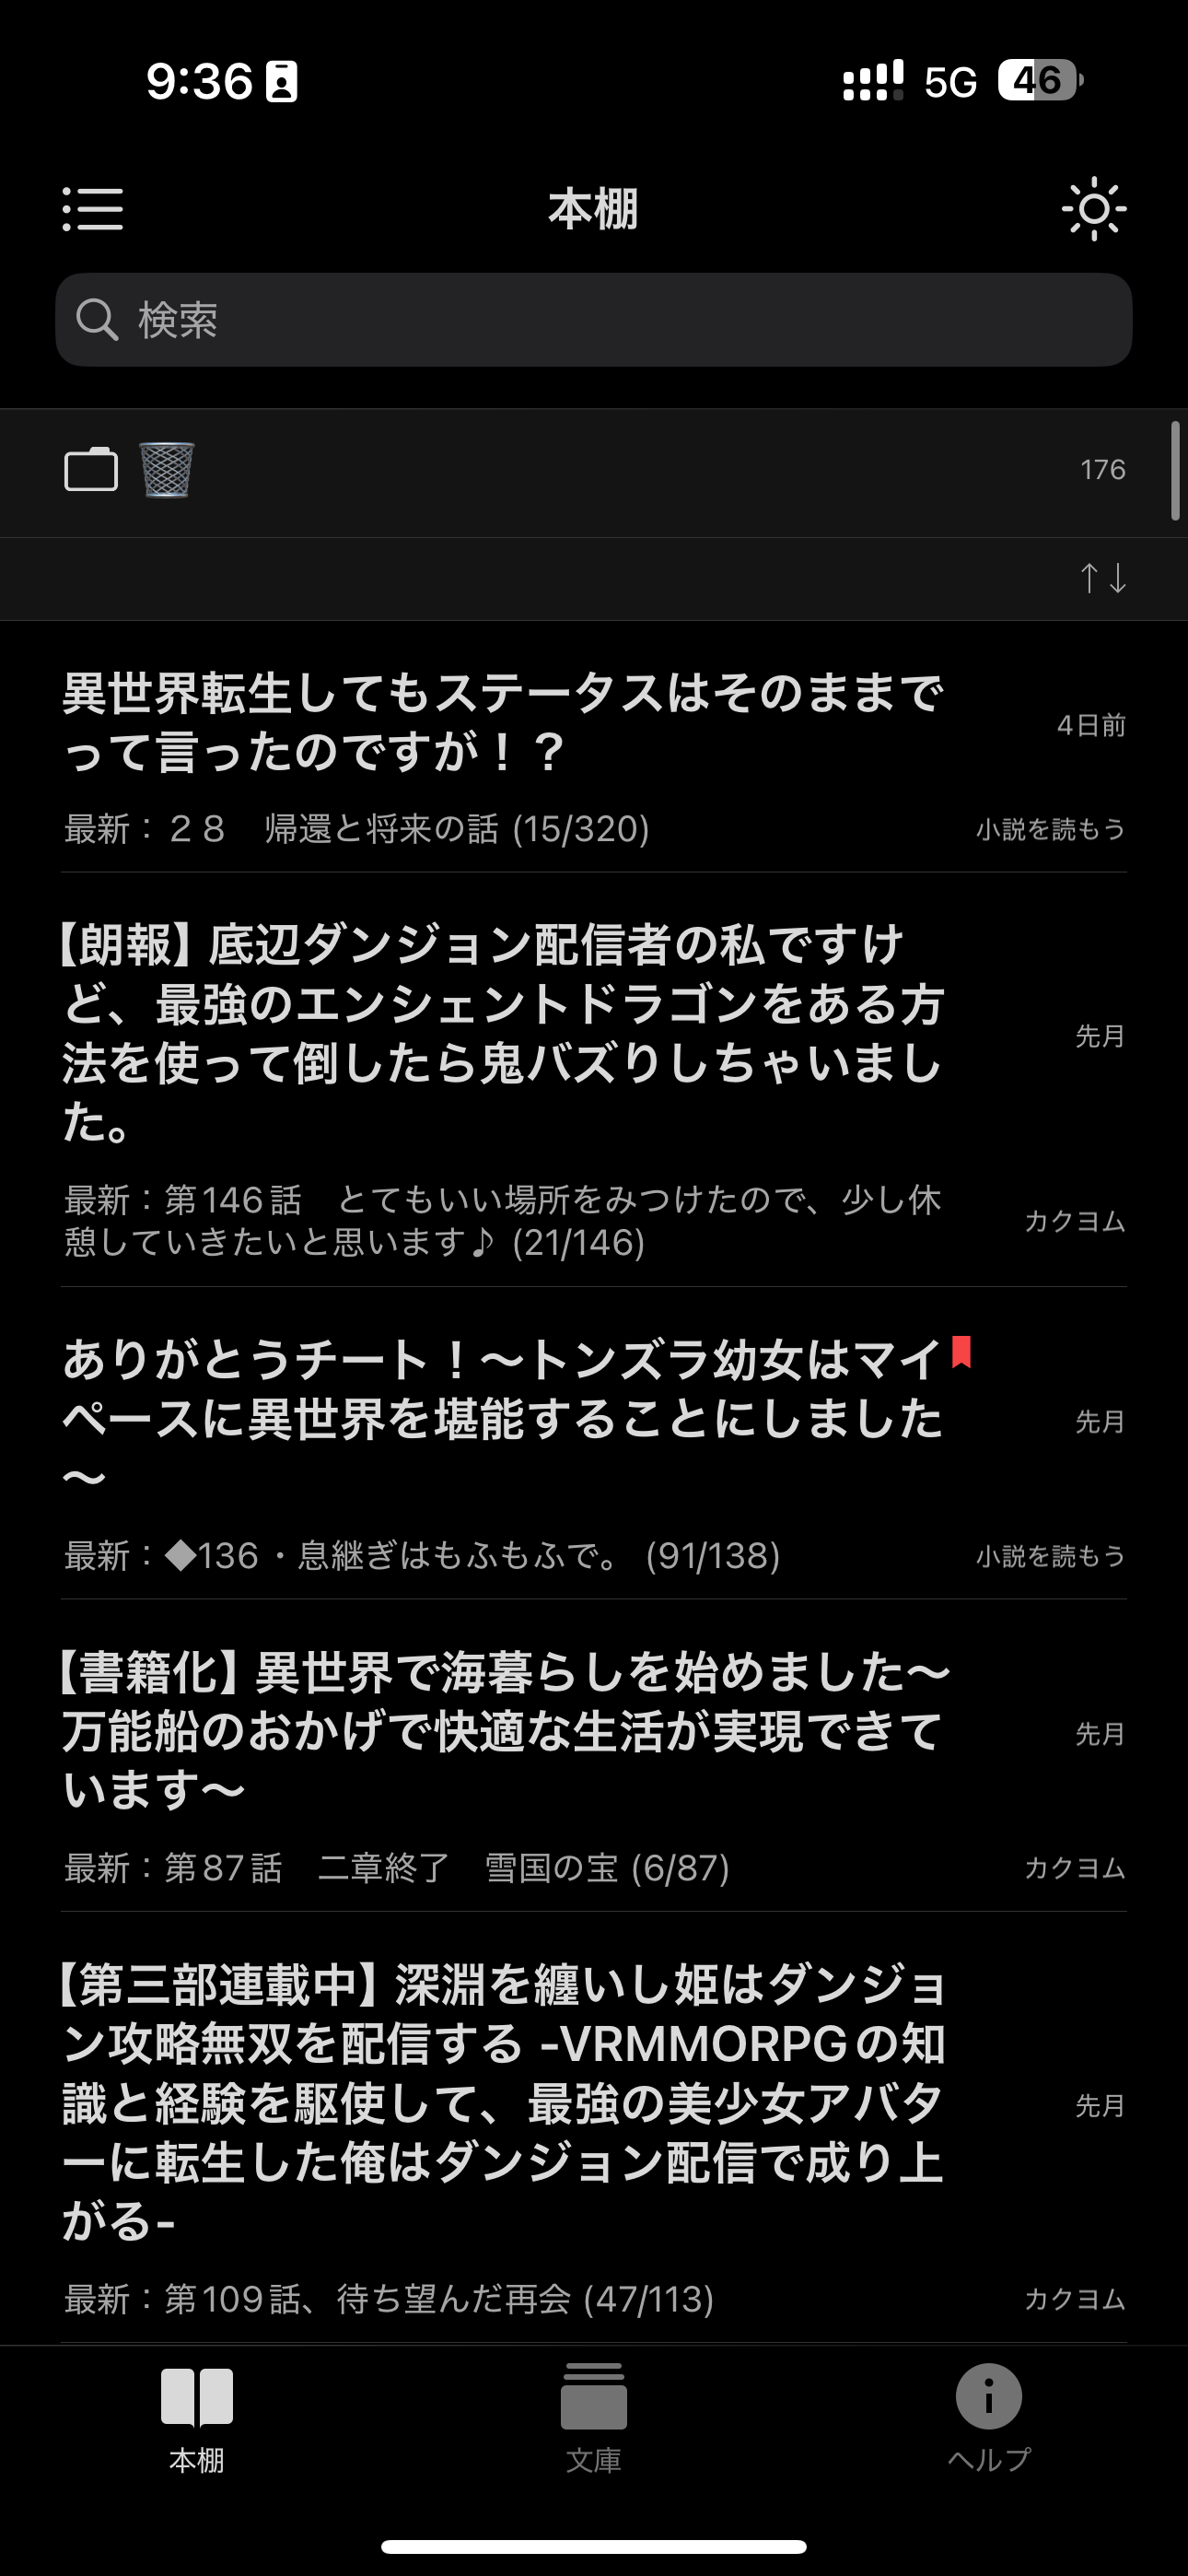 9:36
5G
46
本棚
検索
176
↑↓
異世界転生してもステータスはそのままで
って言ったのですが！？
4日前
最新：２８　帰還と将来の話 (15/320)
小説を読もう
【朗報】底辺ダンジョン配信者の私ですけ
ど、最強のエンシェントドラゴンをある方
法を使って倒したら鬼バズりしちゃいまし
た。
先月
最新：第146話　とてもいい場所をみつけたので、少し休
憩していきたいと思います♪ (21/146)
カクヨム
ありがとうチート！〜トンズラ幼女はマイ
ペースに異世界を堪能することにしました
〜
先月
最新：◆136・息継ぎはもふもふで。 (91/138)
小説を読もう
【書籍化】異世界で海暮らしを始めました〜
万能船のおかげで快適な生活が実現できて
います〜
先月
最新：第87話　二章終了　雪国の宝 (6/87)
カクヨム
【第三部連載中】深淵を纏いし姫はダンジョ
ン攻略無双を配信する -VRMMORPGの知
識と経験を駆使して、最強の美少女アバタ
ーに転生した俺はダンジョン配信で成り上
がる-
先月
最新：第109話、待ち望んだ再会 (47/113)
カクヨム
本棚
文庫
ヘルプ